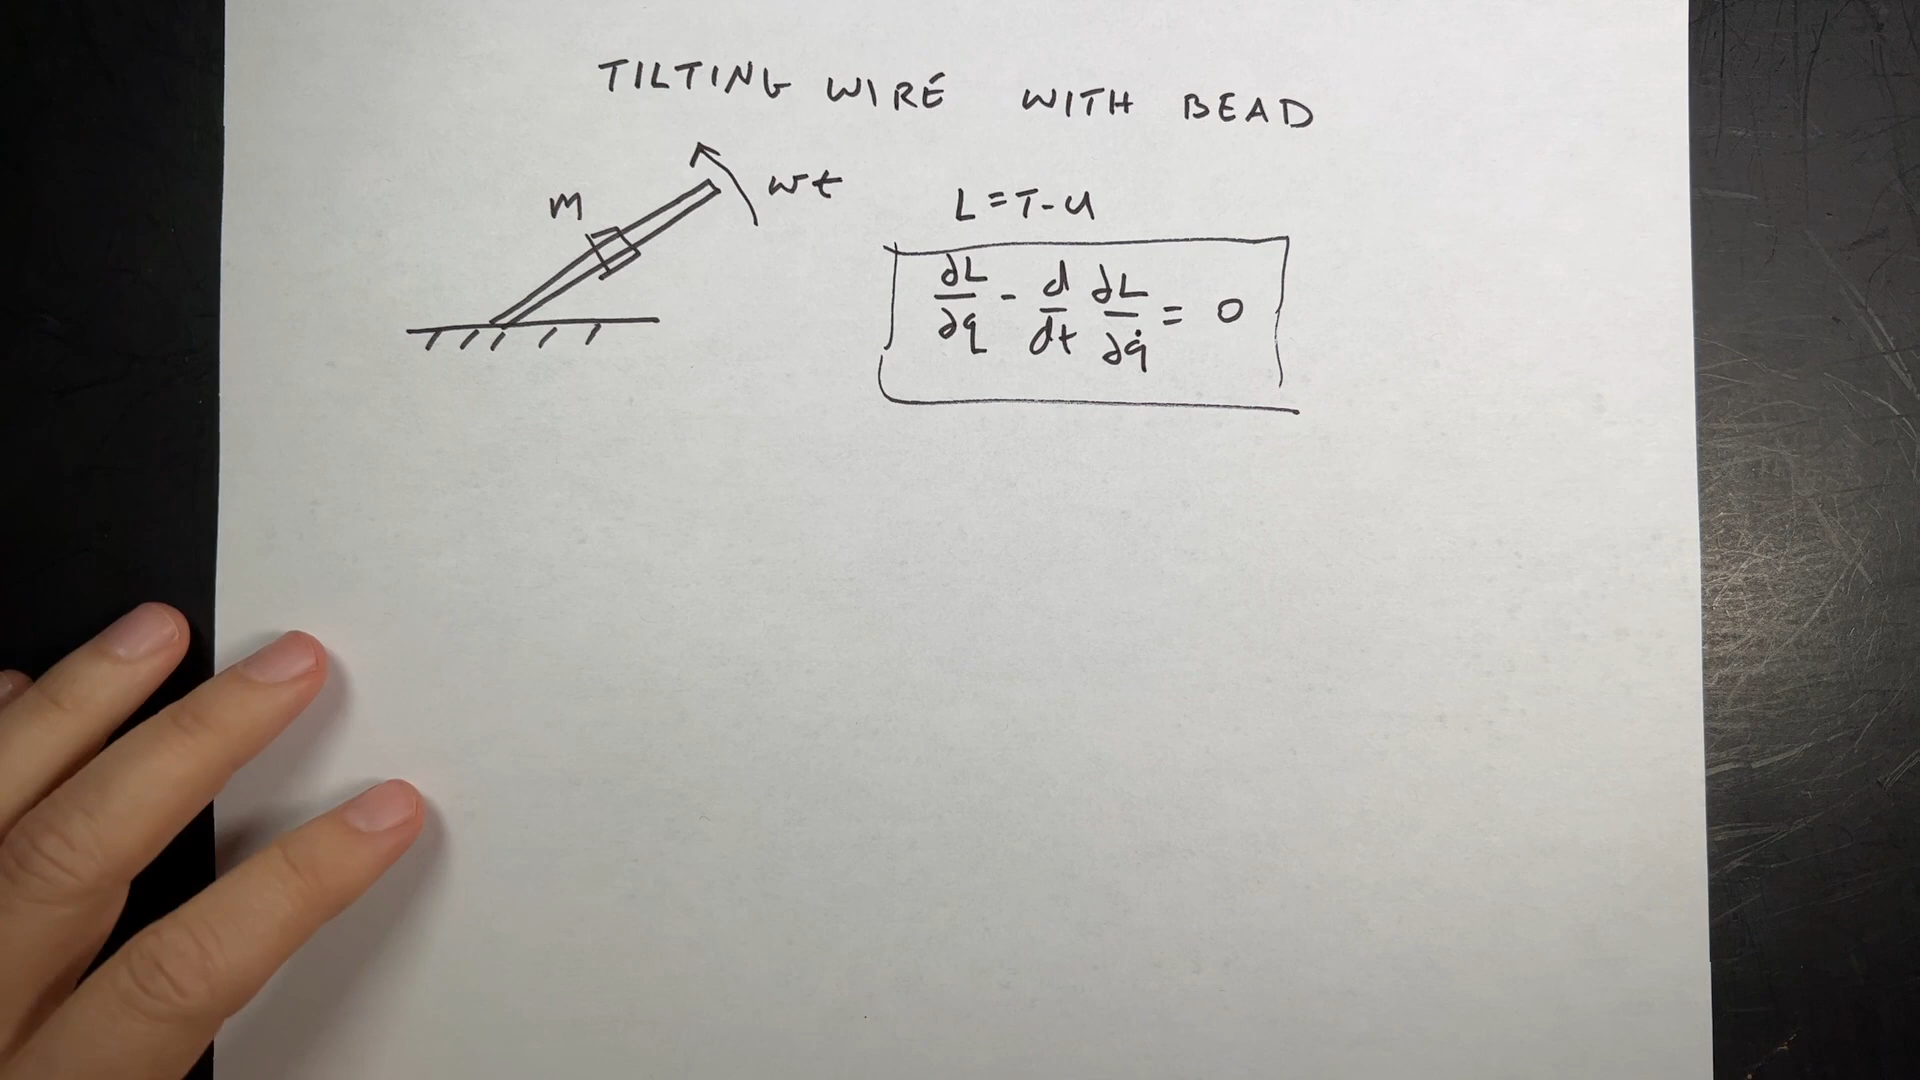 TILTING WIRE WITH BEAD
m
ωt
L = T - U
∂L/∂q - d/dt ∂L/∂q̇ = 0